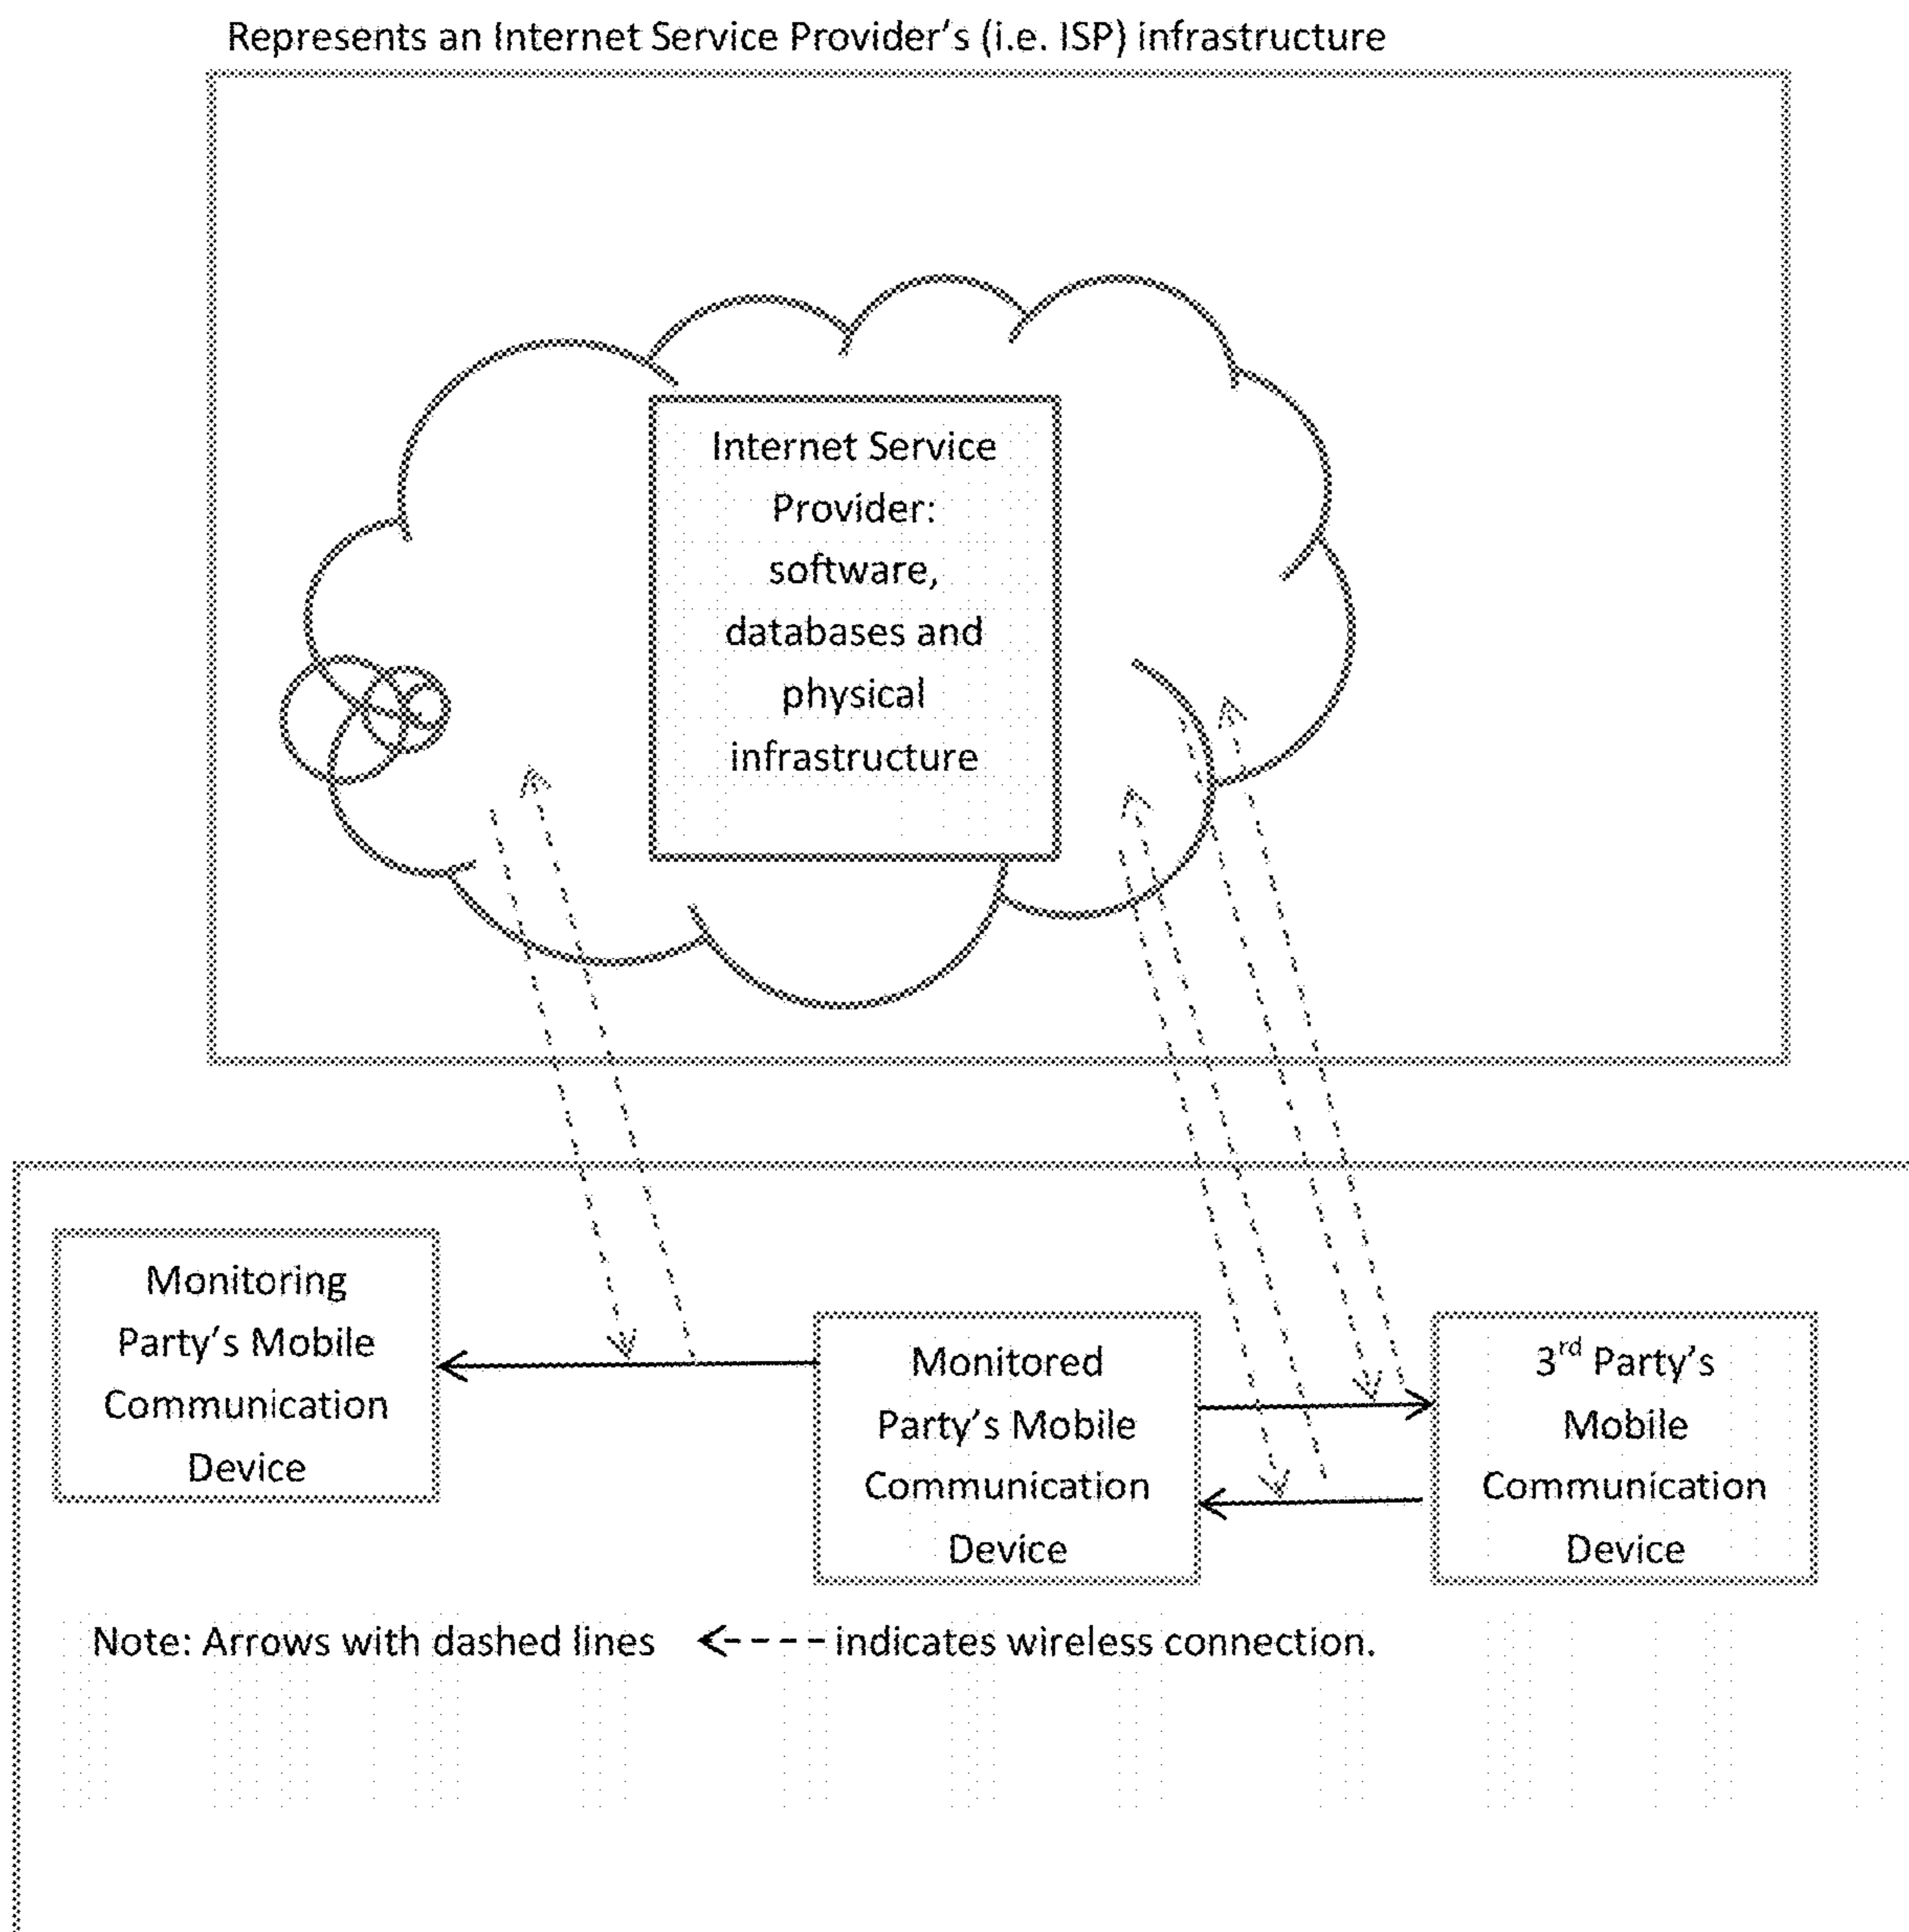 Represents an Internet Service Provider's (i.e. ISP) infrastructure
Internet Service
Provider:
software,
databases and
physical
infrastructure
Monitoring
Party's Mobile
Communication
Device
Monitored
Party's Mobile
Communication
Device
3rd Party's
Mobile
Communication
Device
Note: Arrows with dashed lines indicates wireless connection.